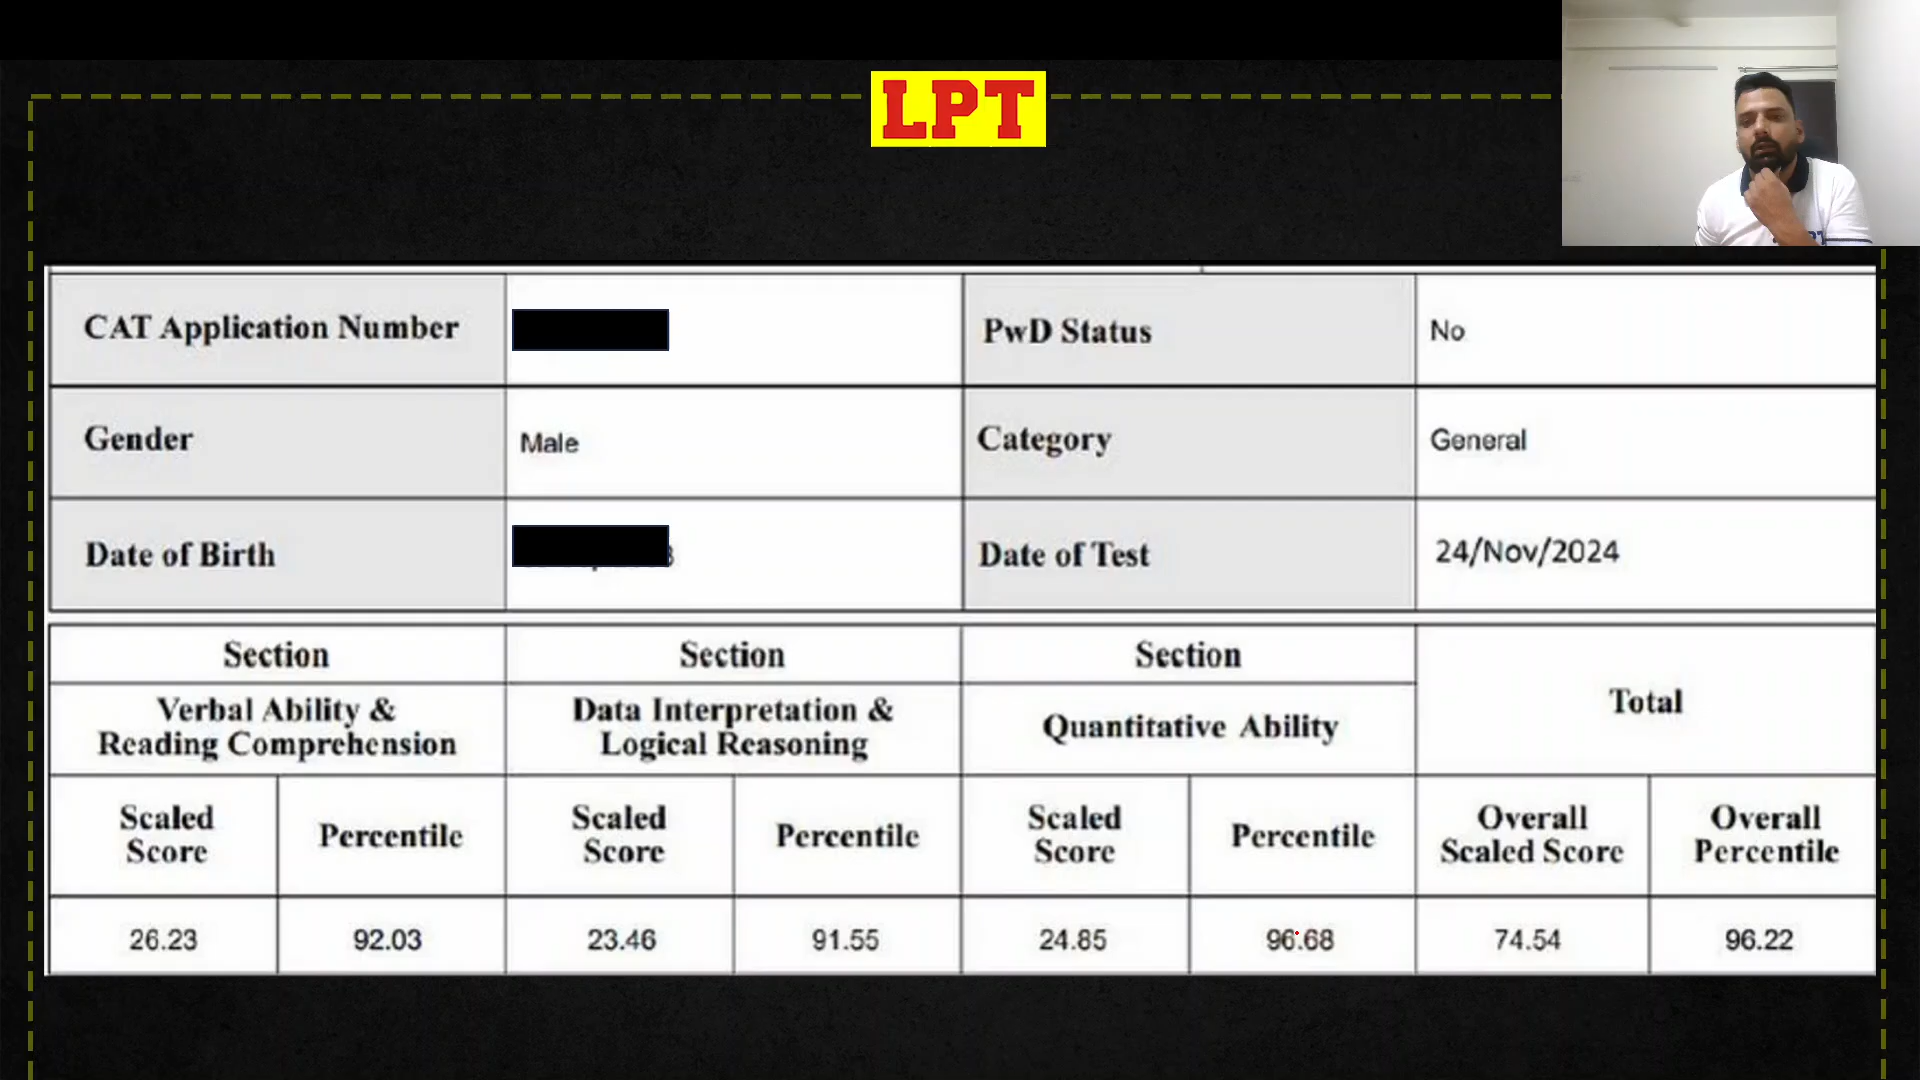 LPT
CAT Application Number PwD Status No
Gender Male Category General
Date of Birth Date of Test 24/Nov/2024
Section Section Section Total
Verbal Ability & Reading Comprehension Data Interpretation & Logical Reasoning Quantitative Ability
Scaled Score Percentile Scaled Score Percentile Scaled Score Percentile Overall Scaled Score Overall Percentile
26.23 92.03 23.46 91.55 24.85 96.68 74.54 96.22